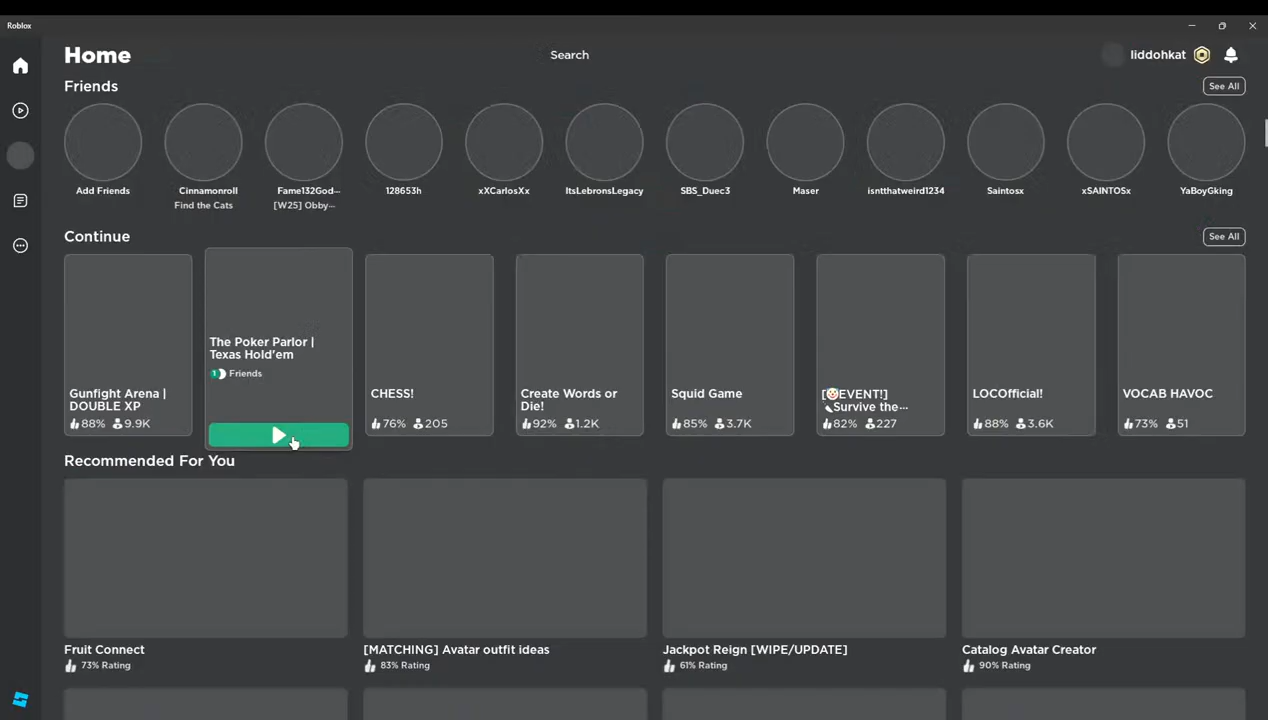 Roblox
Home
Search
liddohkat
Friends
See All
Add Friends
Cinnamonroll
Find the Cats
Fame132God...
[W25] Obby...
128653h
xXCarlosXx
ItsLebronsLegacy
SBS_Duec3
Maser
isntthatweird1234
Saintosx
xSAINTOSx
YaBoyGking
Continue
See All
Gunfight Arena |
DOUBLE XP
88% 9.9K
The Poker Parlor |
Texas Hold'em
1 Friends
CHESS!
76% 205
Create Words or
Die!
92% 1.2K
Squid Game
85% 3.7K
[🤡EVENT!]
🔪Survive the...
82% 227
LOCOfficial!
88% 3.6K
VOCAB HAVOC
73% 51
Recommended For You
Fruit Connect
73% Rating
[MATCHING] Avatar outfit ideas
83% Rating
Jackpot Reign [WIPE/UPDATE]
61% Rating
Catalog Avatar Creator
90% Rating